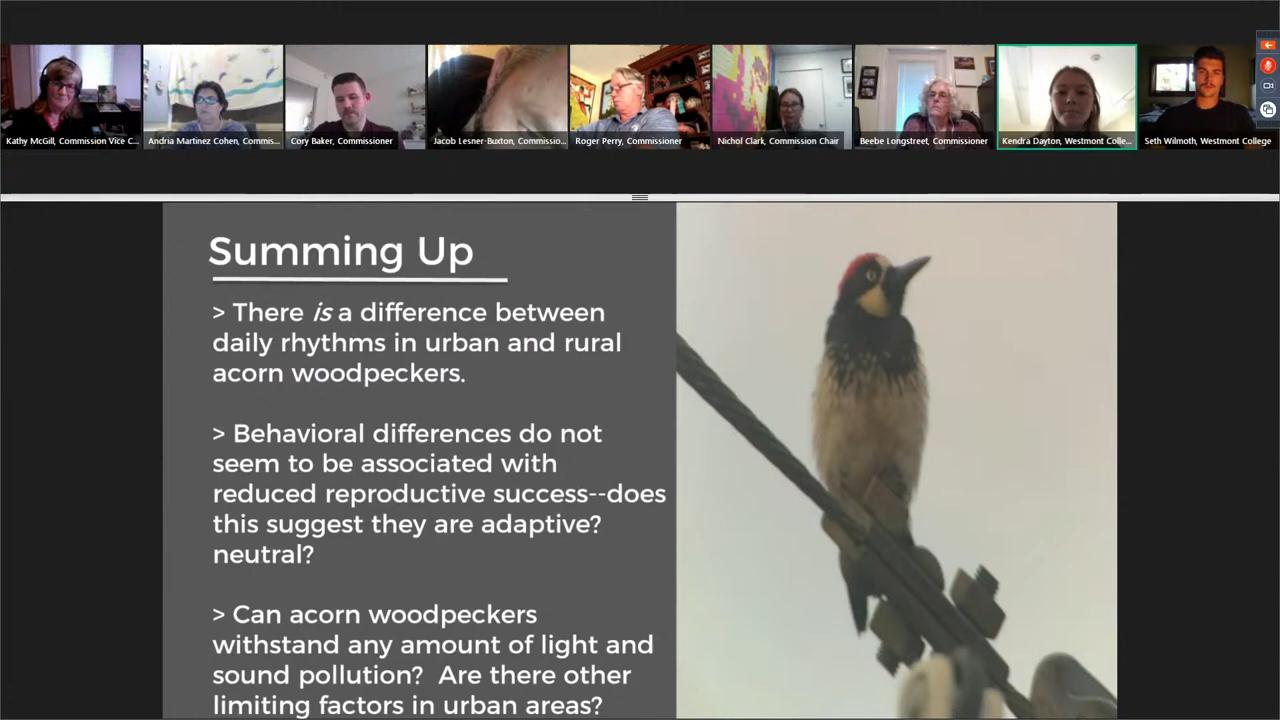 Kathy McGill, Commission Vice C...
Andria Martinez Cohen, Commis...
Cory Baker, Commissioner
Jacob Lesner-Buxton, Commissio...
Roger Perry, Commissioner
Nichol Clark, Commission Chair
Beebe Longstreet, Commissioner
Kendra Dayton, Westmont Colle...
Seth Wilmoth, Westmont College
Summing Up
> There is a difference between
daily rhythms in urban and rural
acorn woodpeckers.
> Behavioral differences do not
seem to be associated with
reduced reproductive success--does
this suggest they are adaptive?
neutral?
> Can acorn woodpeckers
withstand any amount of light and
sound pollution? Are there other
limiting factors in urban areas?